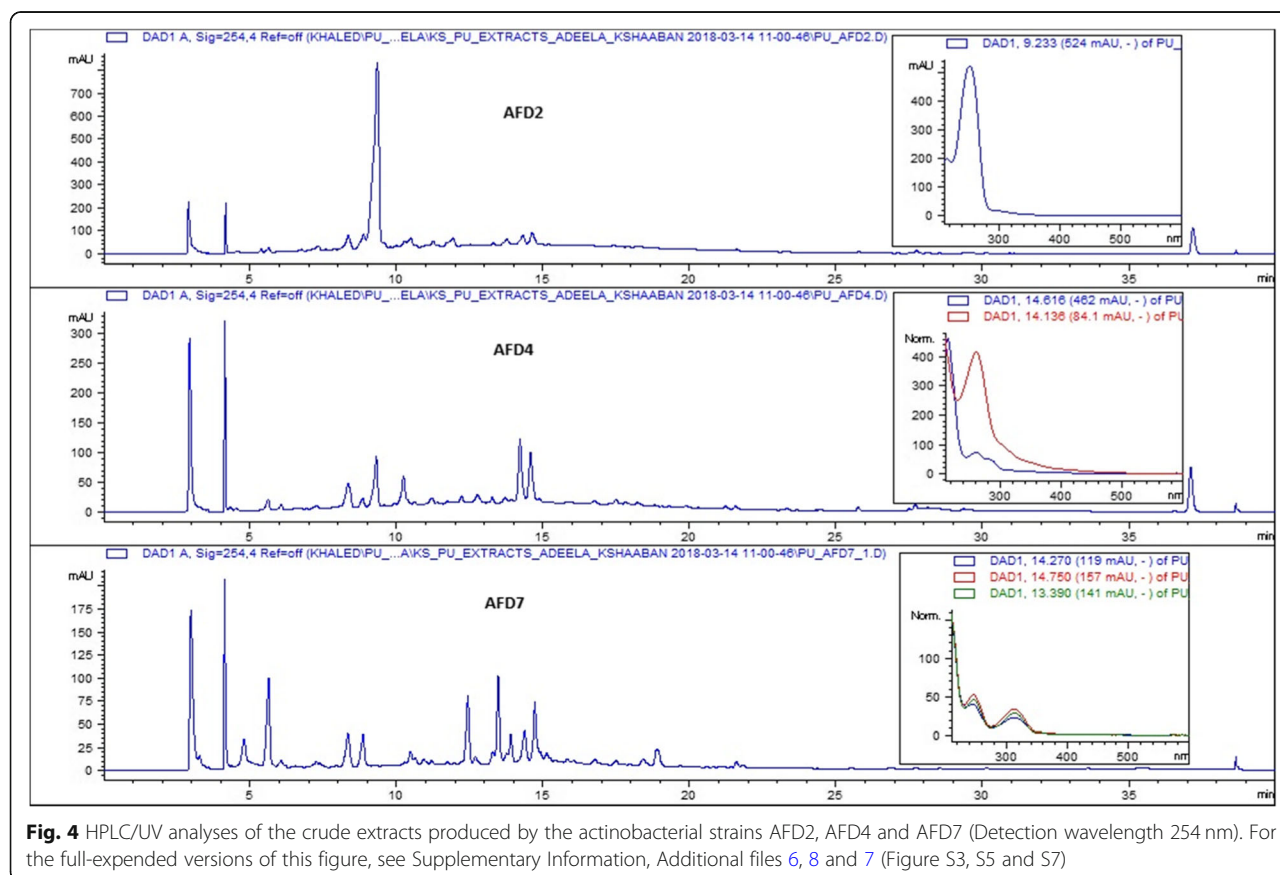 DAD1 A, Sig=254,4 Ref=off (KHALED\PU_...ELA\KS_PU_EXTRACTS_ADEELA_KSHAABAN 2018-03-14 11-00-46\PU_AFD2.D)
mAU
700
600
500
400
300
200
100
0
AFD2
DAD1, 9.233 (524 mAU, - ) of PU_
mAU
400
300
200
100
0
300 400 500 nm
5 10 15 20 25 30 35 min
DAD1 A, Sig=254,4 Ref=off (KHALED\PU_...ELA\KS_PU_EXTRACTS_ADEELA_KSHAABAN 2018-03-14 11-00-46\PU_AFD4.D)
mAU
300
250
200
150
100
50
0
AFD4
DAD1, 14.616 (462 mAU, - ) of PU
DAD1, 14.136 (84.1 mAU, - ) of PU
Norm.
400
300
200
100
0
300 400 500 nm
5 10 15 20 25 30 35 min
DAD1 A, Sig=254,4 Ref=off (KHALED\PU_...A\KS_PU_EXTRACTS_ADEELA_KSHAABAN 2018-03-14 11-00-46\PU_AFD7_1.D)
mAU
175
150
125
100
75
50
25
0
AFD7
DAD1, 14.270 (119 mAU, - ) of PU
DAD1, 14.750 (157 mAU, - ) of PU
DAD1, 13.390 (141 mAU, - ) of PU
Norm.
100
50
0
300 400 500 nm
5 10 15 20 25 30 35 min
Fig. 4 HPLC/UV analyses of the crude extracts produced by the actinobacterial strains AFD2, AFD4 and AFD7 (Detection wavelength 254 nm). For
the full-expended versions of this figure, see Supplementary Information, Additional files 6, 8 and 7 (Figure S3, S5 and S7)